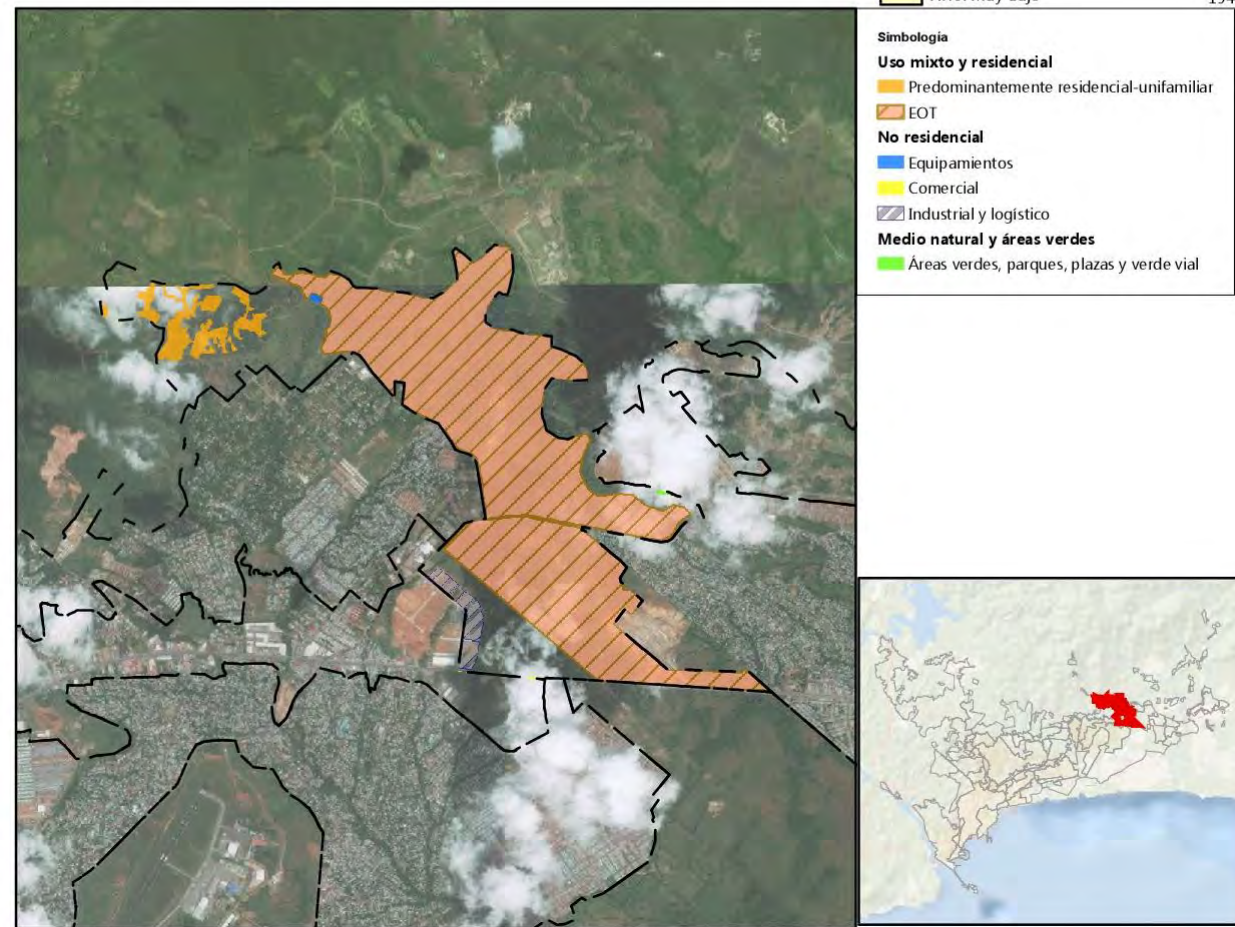 Simbología
Uso mixto y residencial
Predominantemente residencial-unifamiliar
EOT
No residencial
Equipamientos
Comercial
Industrial y logístico
Medio natural y áreas verdes
Áreas verdes, parques, plazas y verde vial